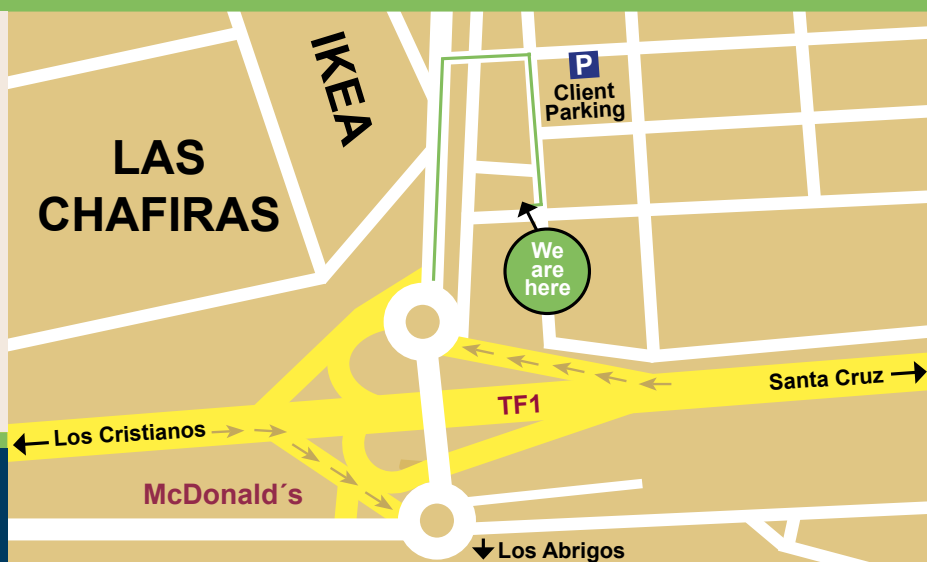 IKEA
P
Client
Parking
LAS
CHAFIRAS
We
are
here
Santa Cruz
TF1
Los Cristianos
McDonald´s
Los Abrigos